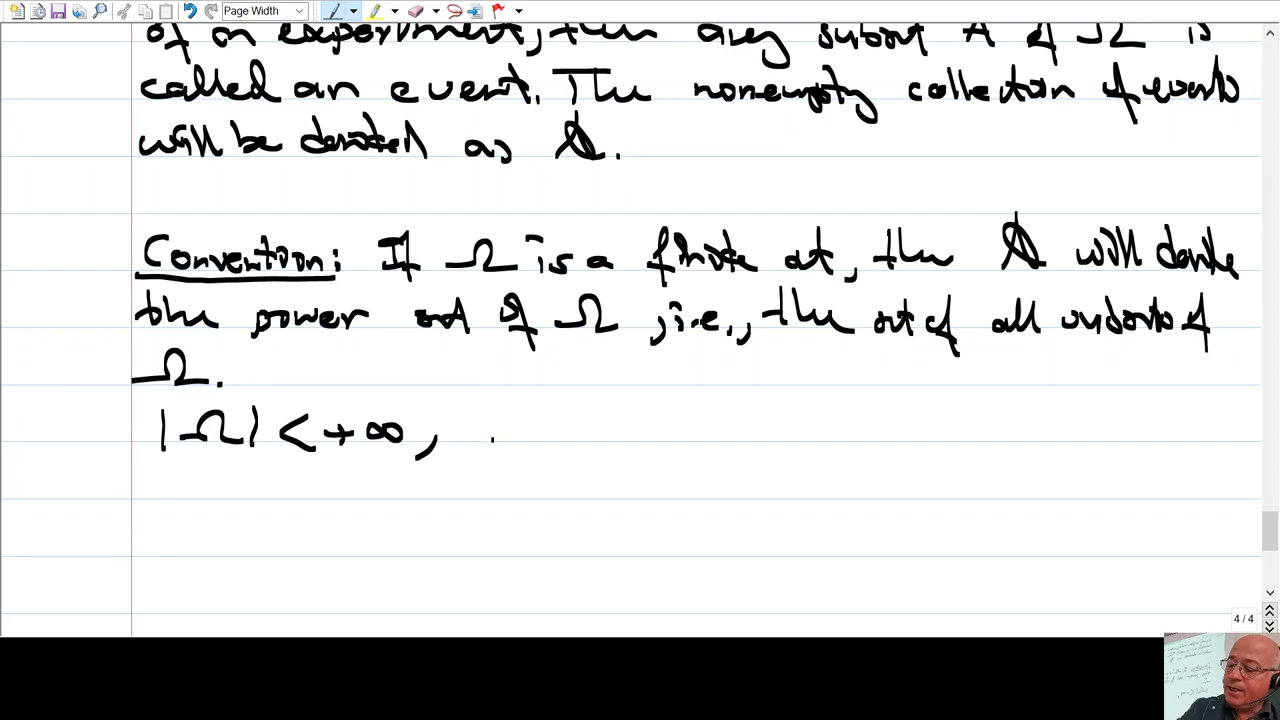 Page Width
of an experiment, then any subset A of Ω is
called an event. The nonempty collection of events
will be denoted as 𝔸.
Convention: If Ω is a finite set, the 𝔸 will denote
the power set of Ω, i.e., the set of all subsets of
Ω.
|Ω| < +∞,
4 / 4